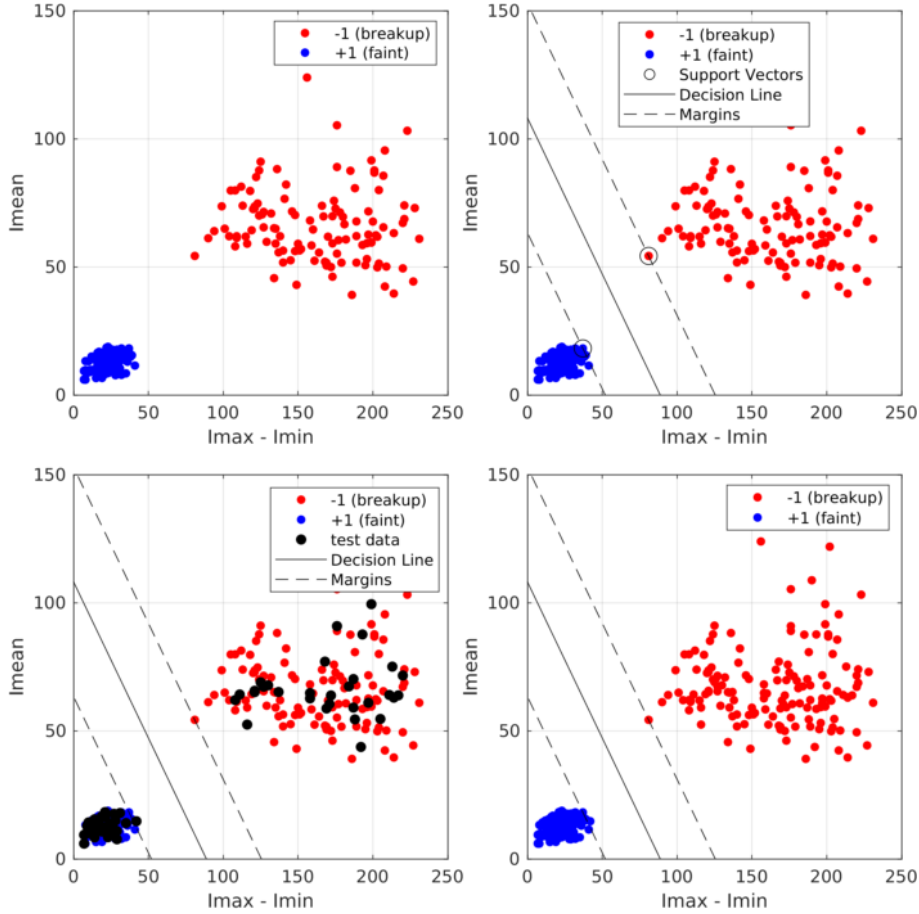 150
100
50
0
Imean
-1 (breakup)
+1 (faint)
0 50 100 150 200 250
Imax - Imin
150
100
50
0
Imean
-1 (breakup)
+1 (faint)
Support Vectors
Decision Line
Margins
0 50 100 150 200 250
Imax - Imin
150
100
50
0
Imean
-1 (breakup)
+1 (faint)
test data
Decision Line
Margins
0 50 100 150 200 250
Imax - Imin
150
100
50
0
Imean
-1 (breakup)
+1 (faint)
0 50 100 150 200 250
Imax - Imin